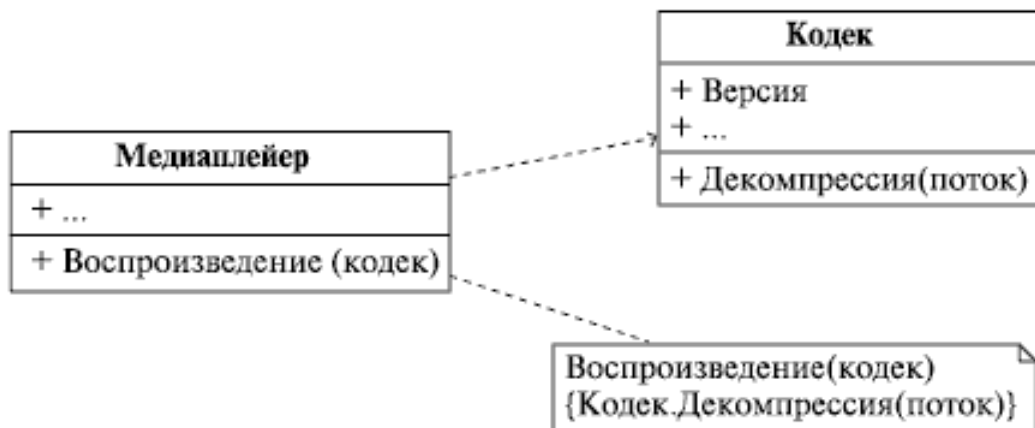 Кодек
+ Версия
+ ...
+ Декомпрессия(поток)
Медиаплейер
+ ...
+ Воспроизведение (кодек)
Воспроизведение(кодек)
{Кодек.Декомпрессия(поток)}